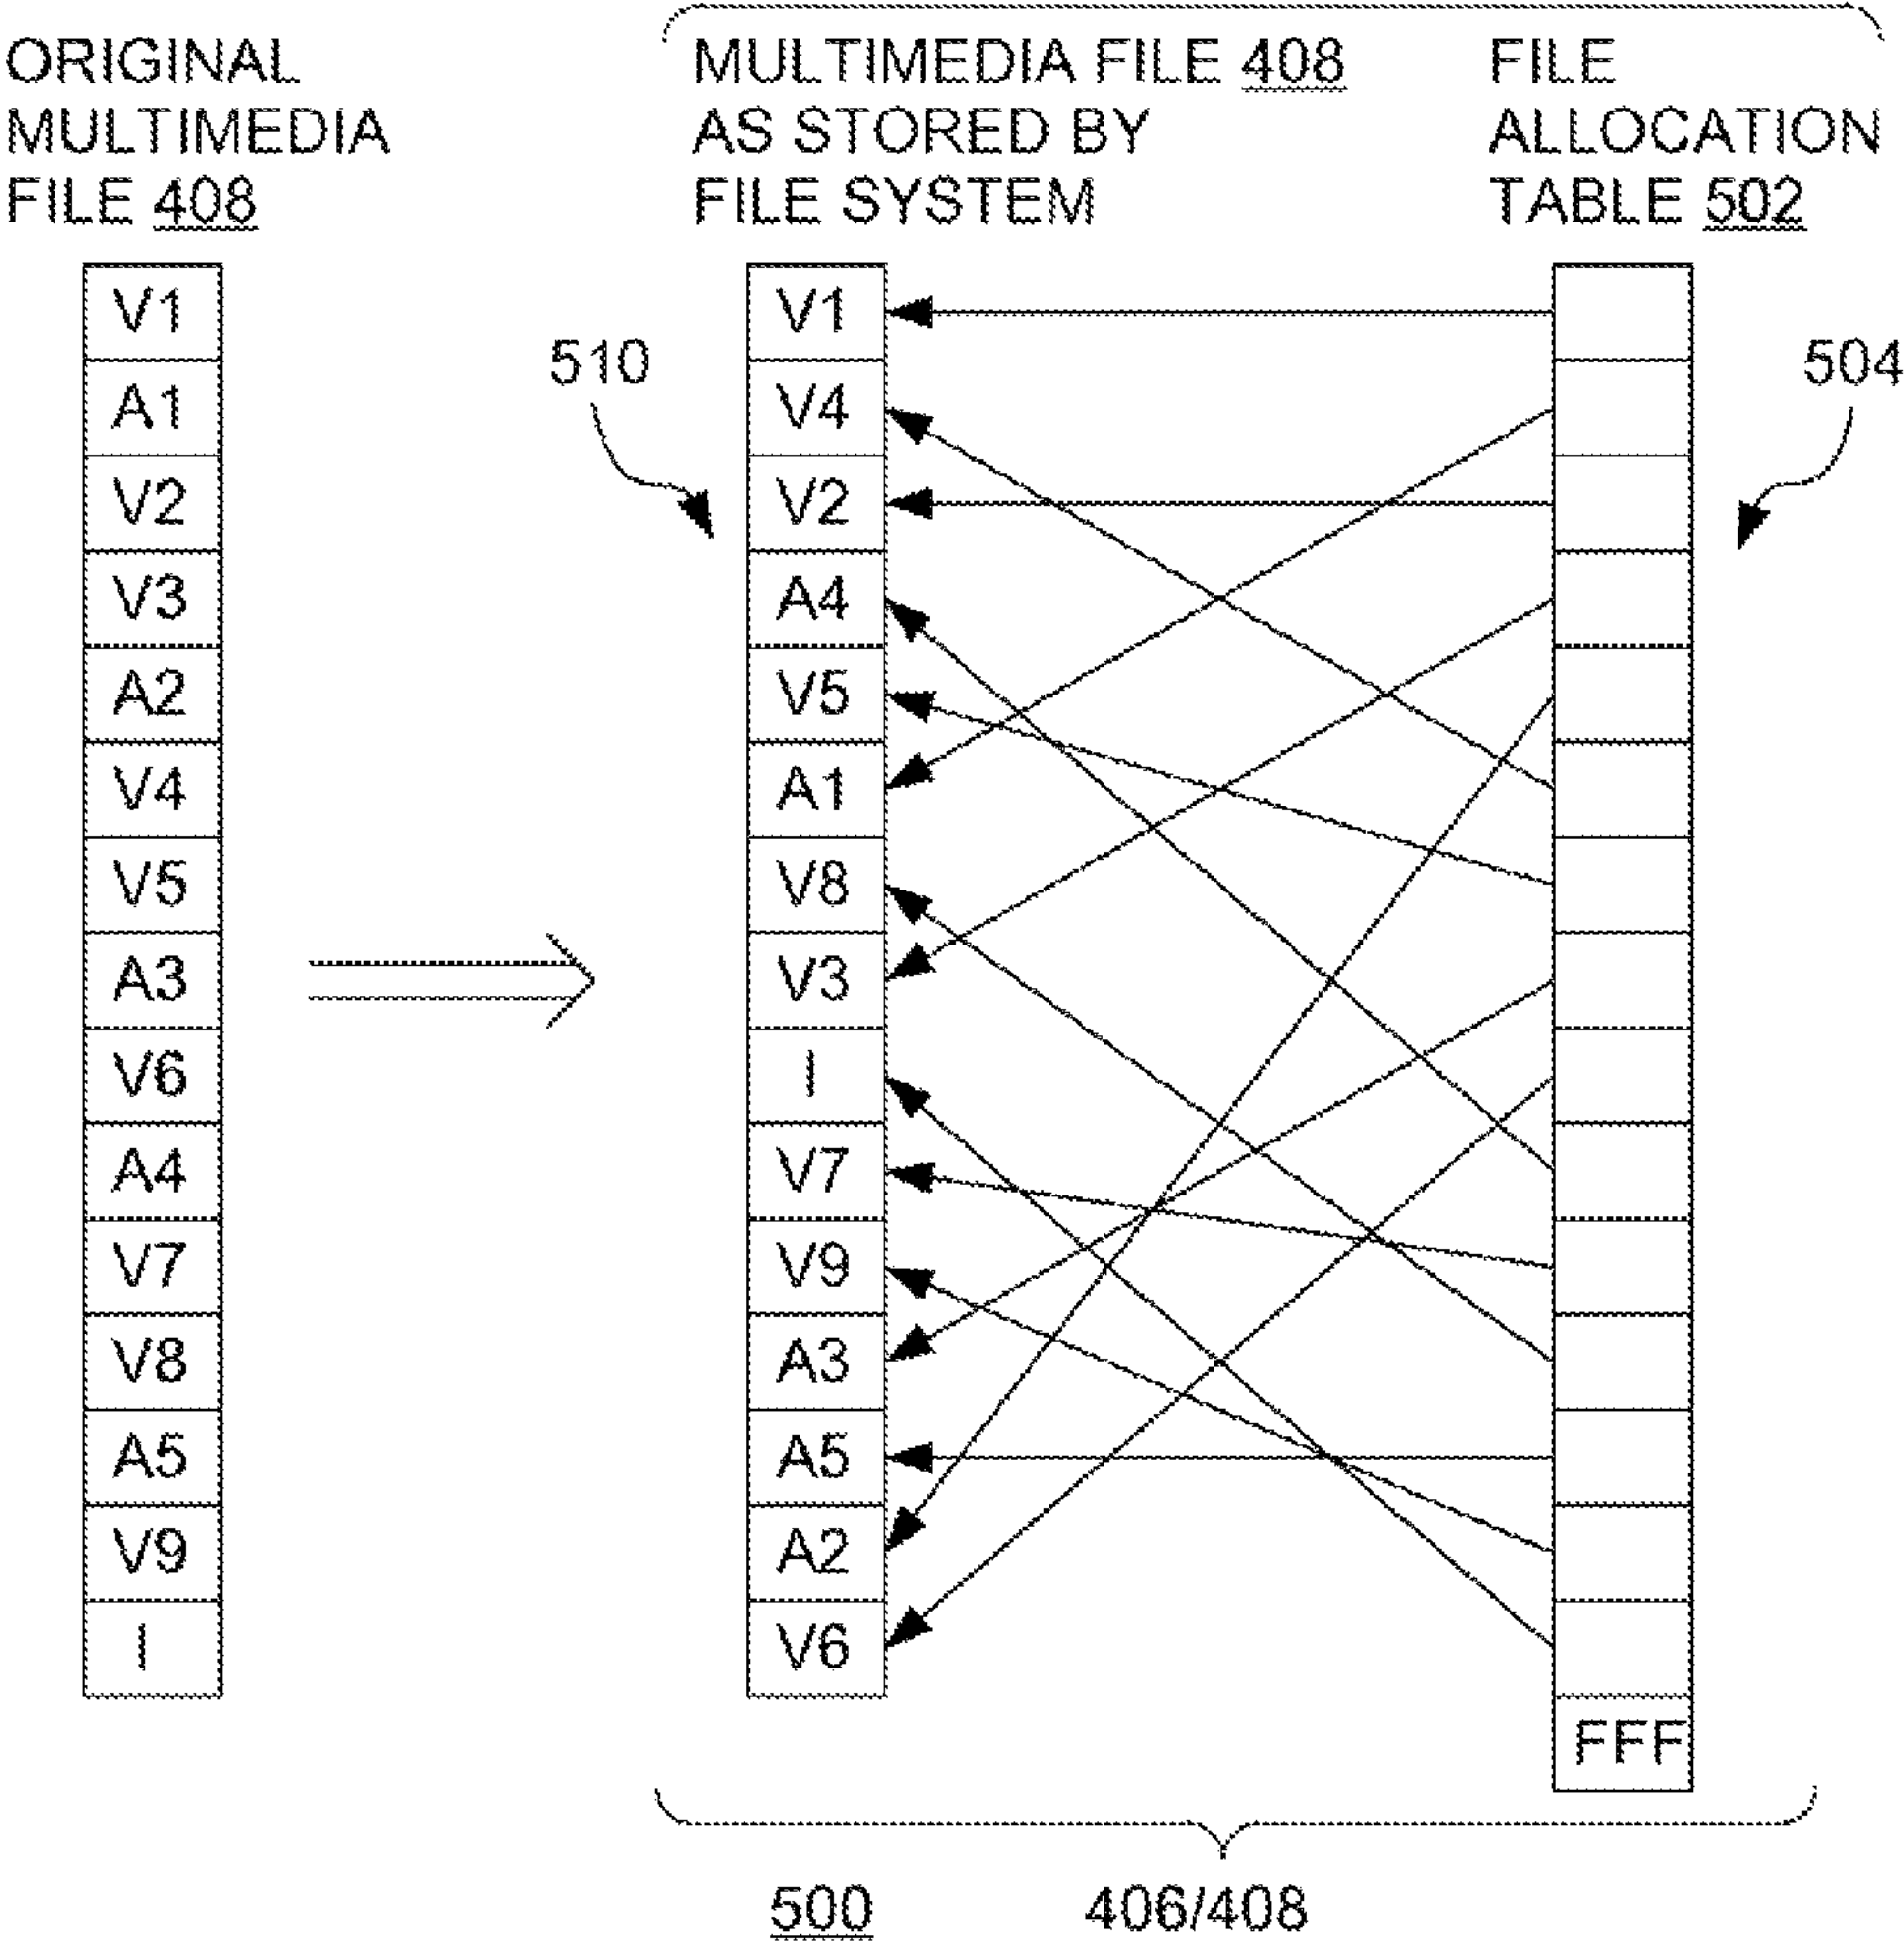 ORIGINAL
MULTIMEDIA
FILE 408
MULTIMEDIA FILE 408
AS STORED BY
FILE SYSTEM
FILE
ALLOCATION
TABLE 502
V1
A1
V2
V3
A2
V4
V5
A3
V6
A4
V7
V8
A5
V9
I
510
V1
V4
V2
A4
V5
A1
V8
V3
I
V7
V9
A3
A5
A2
V6
504
FFF
500
406/408